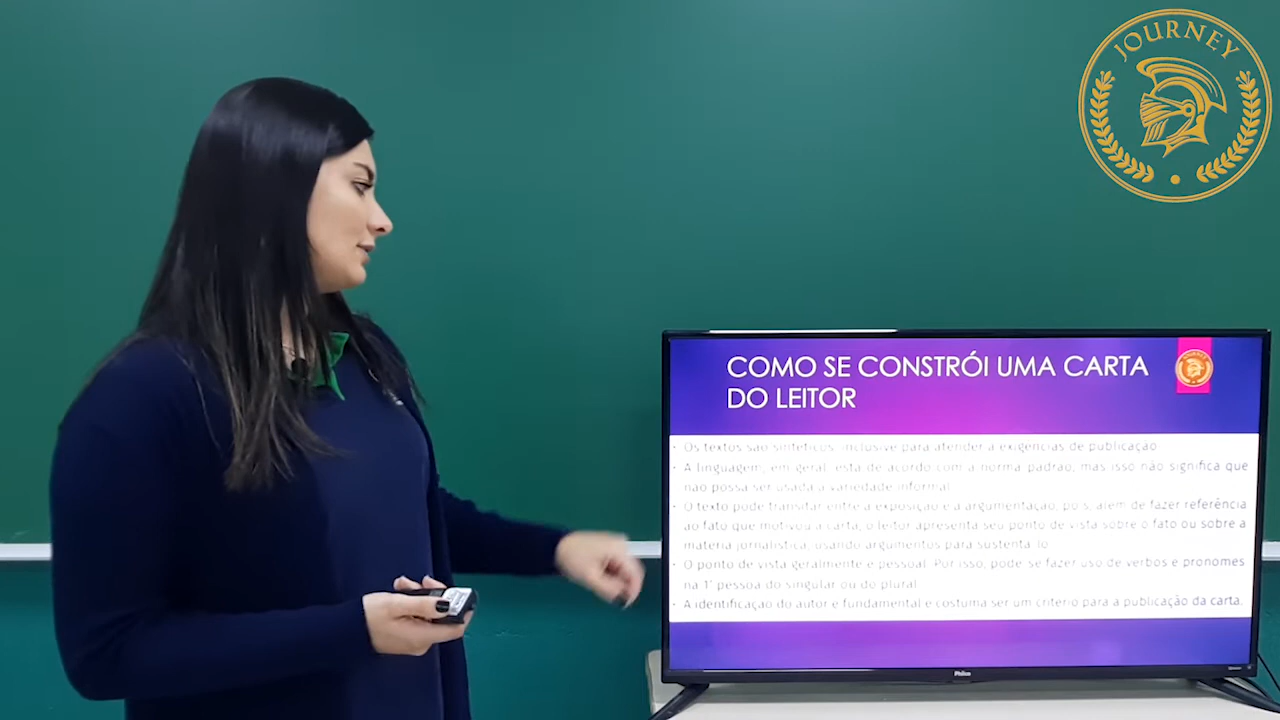 JOURNEY
COMO SE CONSTRÓI UMA CARTA
DO LEITOR
• Os textos são sintéticos, inclusive para atender a exigências de publicação.
• A linguagem, em geral, está de acordo com a norma padrão, mas isso não significa que
não possa ser usada a variedade informal.
• O texto pode transitar entre a exposição e a argumentação, pois, além de fazer referência
ao fato que motivou a carta, o leitor apresenta seu ponto de vista sobre o fato ou sobre a
matéria jornalística, usando argumentos para sustentá-lo.
• O ponto de vista geralmente é pessoal. Por isso, pode-se fazer uso de verbos e pronomes
na 1ª pessoa do singular ou do plural.
• A identificação do autor é fundamental e costuma ser um critério para a publicação da carta.
Philco